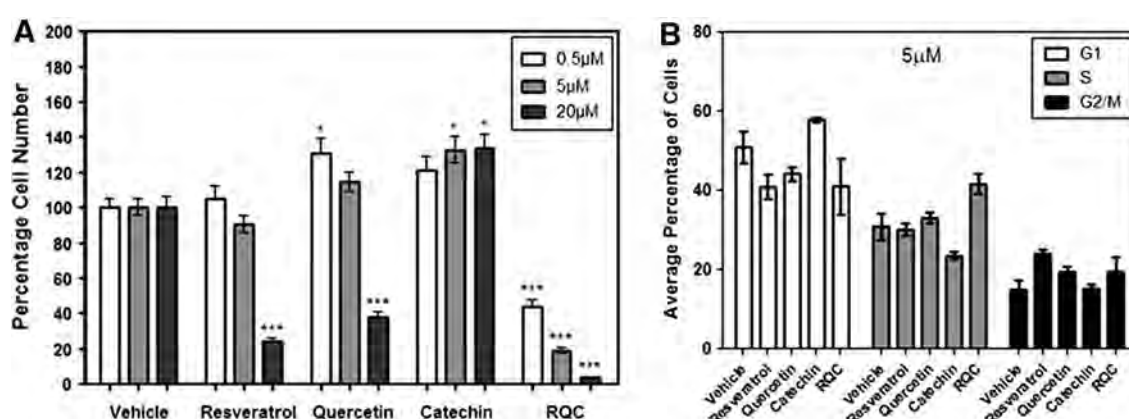 A
Percentage Cell Number
200
180
160
140
120
100
80
60
40
20
0
0.5µM
5µM
20µM
*
*
*
***
***
***
***
***
Vehicle
Resveratrol
Quercetin
Catechin
RQC
B
Average Percentage of Cells
80
60
40
20
0
5µM
G1
S
G2/M
Vehicle
Resveratrol
Quercetin
Catechin
RQC
Vehicle
Resveratrol
Quercetin
Catechin
RQC
Vehicle
Resveratrol
Quercetin
Catechin
RQC